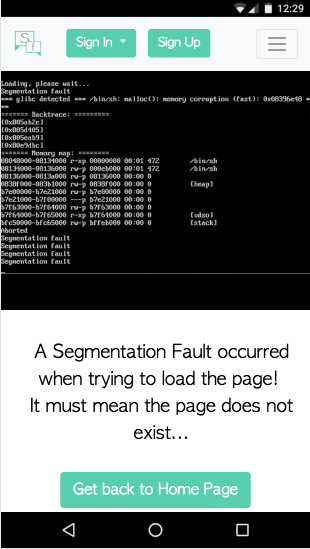 12:29
S
f
Sign In
Sign Up
Loading, please wait...
Segmentation fault
*** glibc detected *** /bin/sh: malloc(): memory corruption (fast): 0x08396e48 *
**
======= Backtrace: =========
[0x805ab2e]
[0x805d405]
[0x805eab9]
[0x80e9dbc]
======= Memory map: ========
08048000-08134000 r-xp 00000000 00:01 472 /bin/sh
08134000-08136000 rw-p 000eb000 00:01 472 /bin/sh
08136000-0813a000 rw-p 08136000 00:00 0
0838f000-083b1000 rw-p 0838f000 00:00 0 [heap]
b7e00000-b7e21000 rw-p b7e00000 00:00 0
b7e21000-b7f00000 ---p b7e21000 00:00 0
b7f63000-b7f64000 rw-p b7f63000 00:00 0
b7f64000-b7f65000 r-xp b7f64000 00:00 0 [vdso]
bfc50000-bfc65000 rw-p bffeb000 00:00 0 [stack]
Aborted
Segmentation fault
Segmentation fault
Segmentation fault
Segmentation fault
A Segmentation Fault occurred
when trying to load the page!
It must mean the page does not
exist...
Get back to Home Page